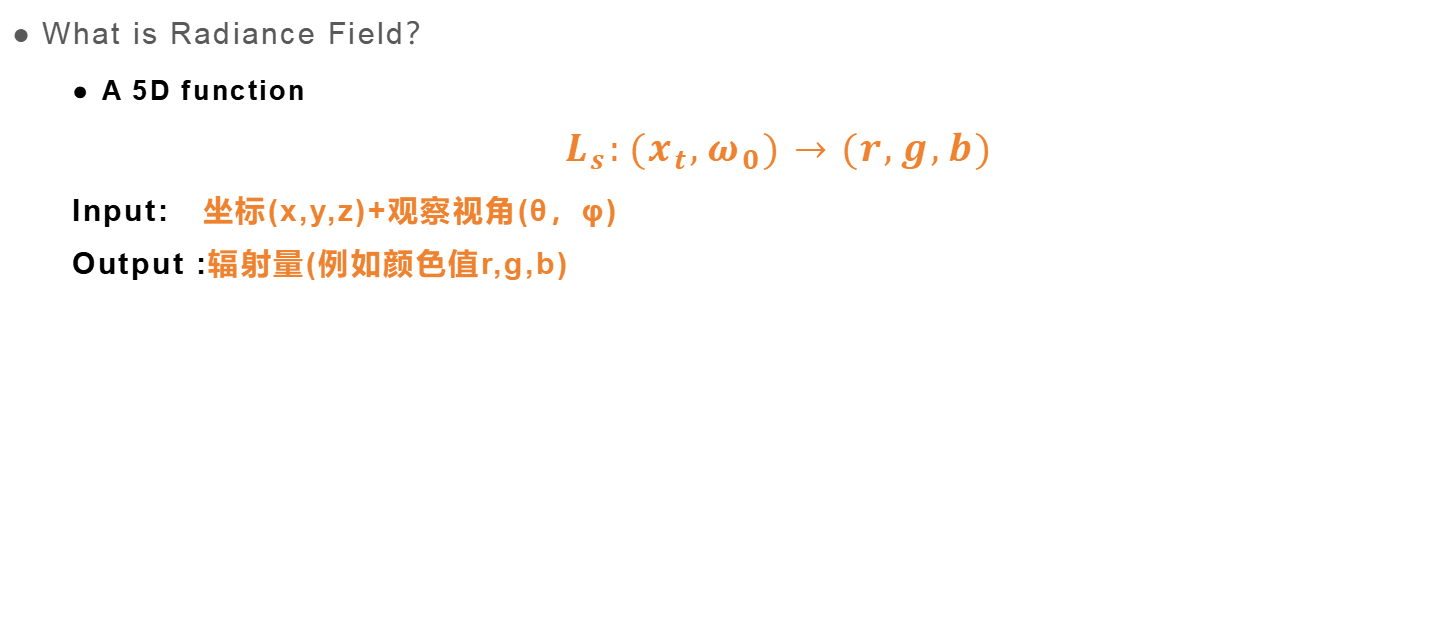 ● What is Radiance Field?
● A 5D function
L_s: (x_t, ω_0) → (r, g, b)
Input: 坐标(x,y,z)+观察视角(θ，φ)
Output :辐射量(例如颜色值r,g,b)